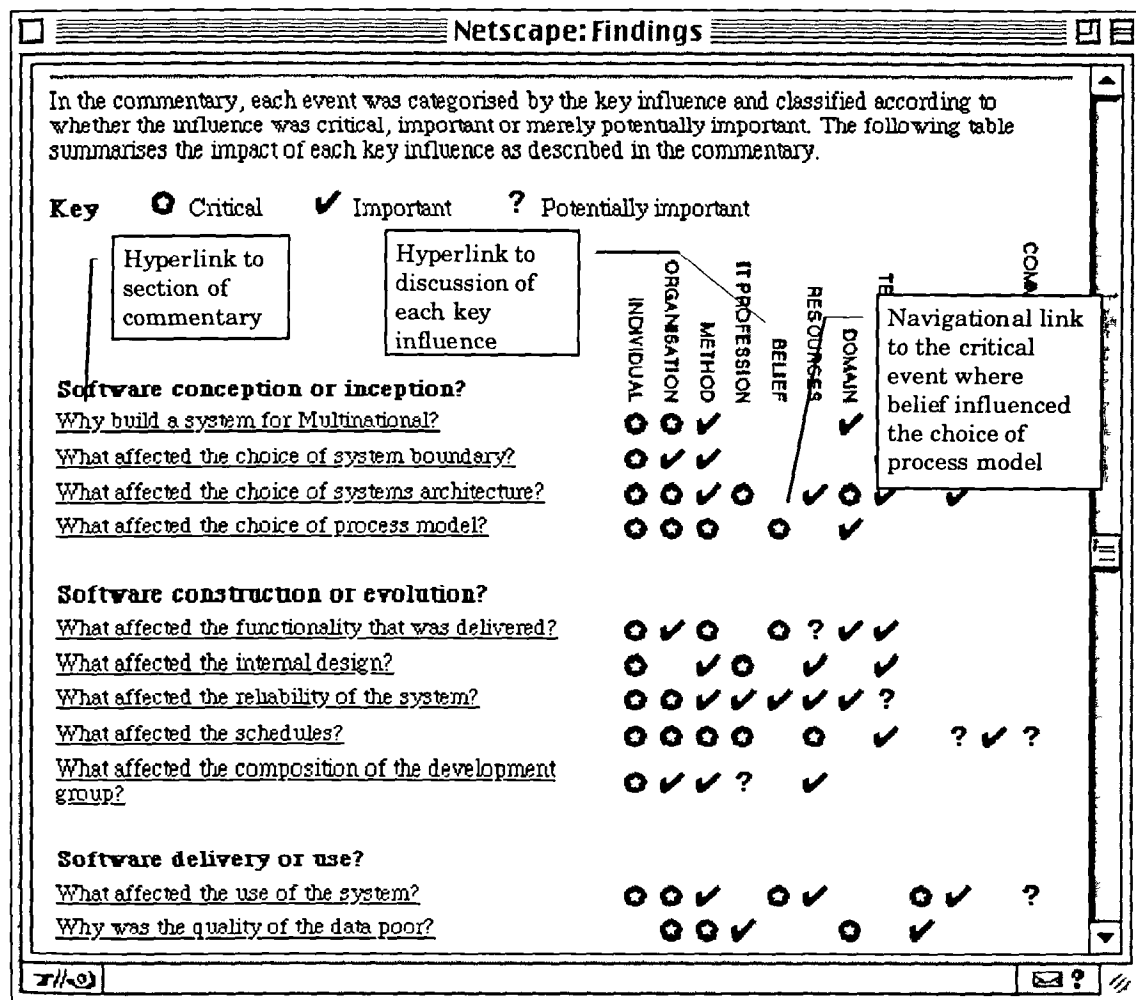 Netscape: Findings
In the commentary, each event was categorised by the key influence and classified according to
whether the influence was critical, important or merely potentially important. The following table
summarises the impact of each key influence as described in the commentary.
Key ✪ Critical ✔ Important ? Potentially important
Hyperlink to
section of
commentary
Hyperlink to
discussion of
each key
influence
INDIVIDUAL
ORGANISATION
METHOD
IT PROFESSION
BELIEF
RESOURCES
DOMAIN
Navigational link
to the critical
event where
belief influenced
the choice of
process model
Software conception or inception?
Why build a system for Multinational? ✪ ✪ ✔ ✔
What affected the choice of system boundary? ✪ ✔ ✔
What affected the choice of systems architecture? ✪ ✪ ✔ ✪ ✔ ✪ ✔ ✔
What affected the choice of process model? ✪ ✪ ✪ ✪ ✔
Software construction or evolution?
What affected the functionality that was delivered? ✪ ✔ ✪ ✪ ? ✔ ✔
What affected the internal design? ✪ ✔ ✪ ✔ ✔
What affected the reliability of the system? ✪ ✪ ✔ ✔ ✔ ✔ ✔ ?
What affected the schedules? ✪ ✪ ✪ ✪ ✪ ✔ ? ✔ ?
What affected the composition of the development
group? ✪ ✔ ✔ ? ✔
Software delivery or use?
What affected the use of the system? ✪ ✪ ✔ ✪ ✔ ✪ ✔ ?
Why was the quality of the data poor? ✪ ✪ ✔ ✪ ✔